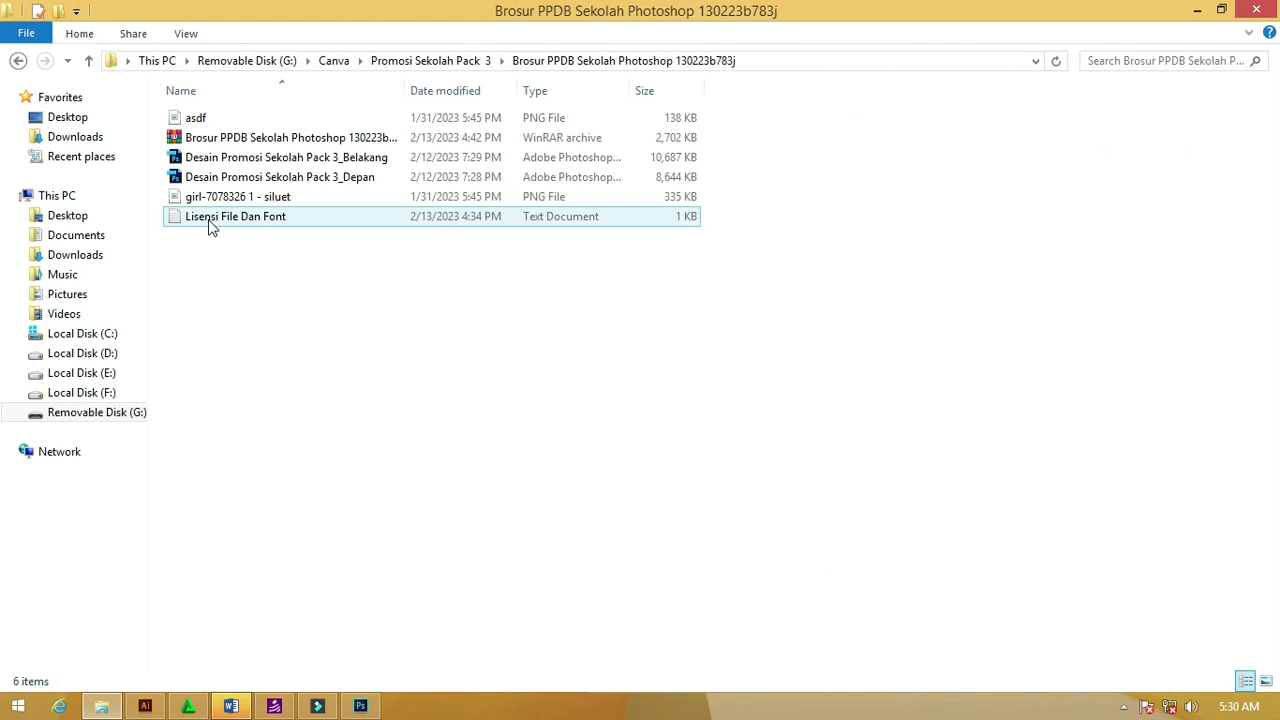 Brosur PPDB Sekolah Photoshop 130223b783j
File Home Share View
This PC Removable Disk (G:) Canva Promosi Sekolah Pack 3 Brosur PPDB Sekolah Photoshop 130223b783j Search Brosur PPDB Sekolah P...
Name Date modified Type Size
Favorites
Desktop
Downloads
Recent places
This PC
Desktop
Documents
Downloads
Music
Pictures
Videos
Local Disk (C:)
Local Disk (D:)
Local Disk (E:)
Local Disk (F:)
Removable Disk (G:)
Network
asdf 1/31/2023 5:45 PM PNG File 138 KB
Brosur PPDB Sekolah Photoshop 130223b... 2/13/2023 4:42 PM WinRAR archive 2,702 KB
Desain Promosi Sekolah Pack 3_Belakang 2/12/2023 7:29 PM Adobe Photoshop... 10,687 KB
Desain Promosi Sekolah Pack 3_Depan 2/12/2023 7:28 PM Adobe Photoshop... 8,644 KB
girl-7078326 1 - siluet 1/31/2023 5:45 PM PNG File 335 KB
Lisensi File Dan Font 2/13/2023 4:34 PM Text Document 1 KB
6 items
Ai W Ps 5:30 AM